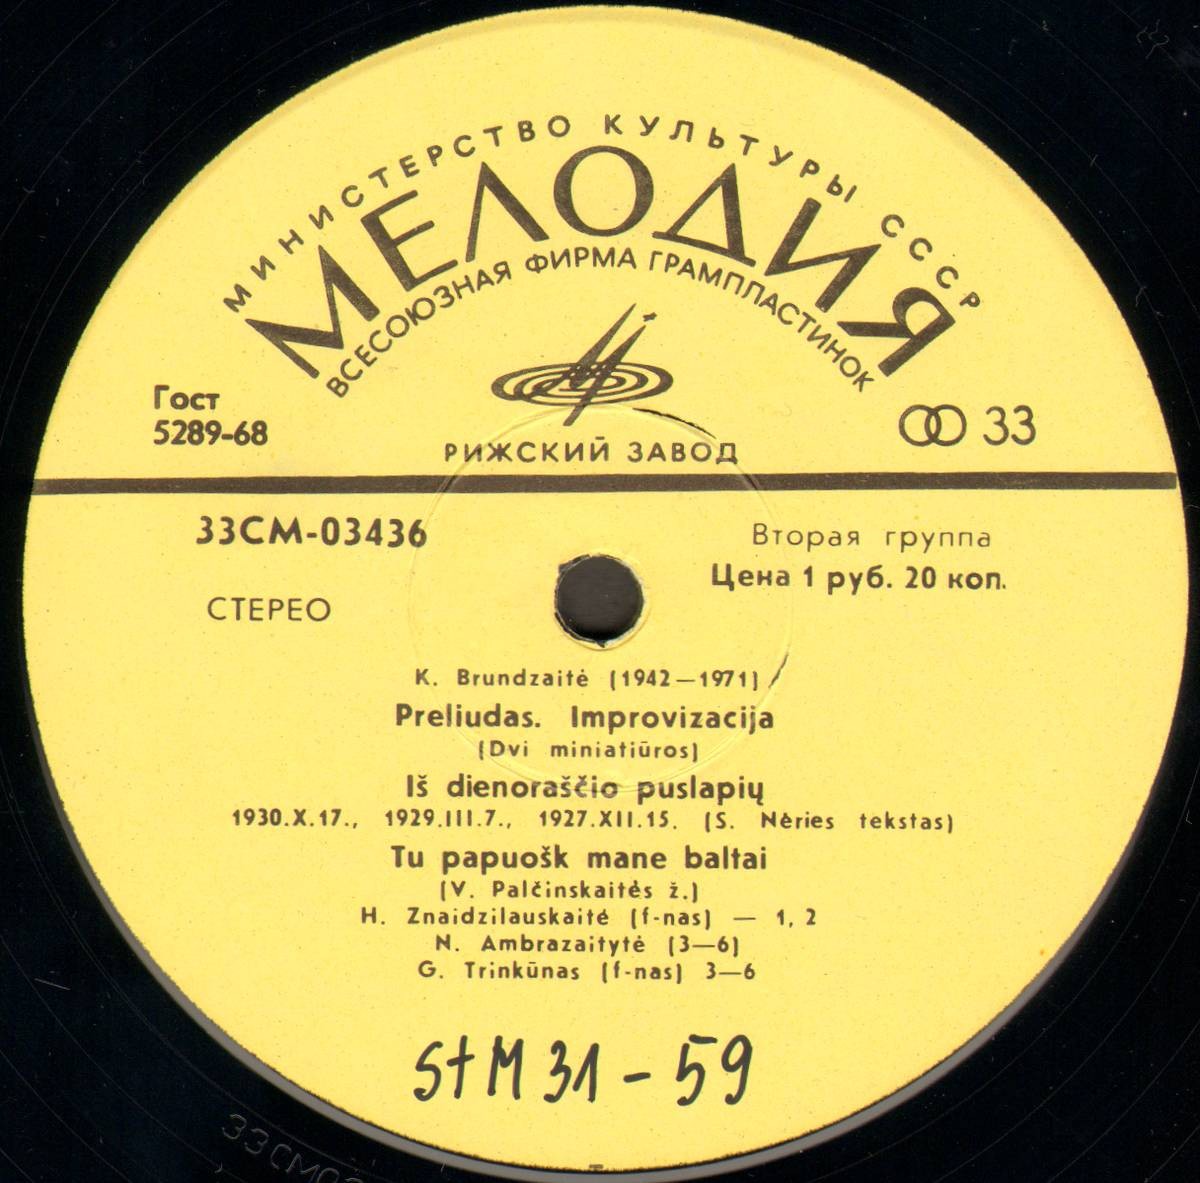 МИНИСТЕРСТВО КУЛЬТУРЫ СССР
МЕЛОДИЯ
ВСЕСОЮЗНАЯ ФИРМА ГРАМПЛАСТИНОК
Гост
5289-68
33
РИЖСКИЙ ЗАВОД
33СМ-03436
Вторая группа
Цена 1 руб. 20 коп.
СТЕРЕО
K. Brundzaitė (1942—1971)
Preliudas. Improvizacija
(Dvi miniatiūros)
Iš dienoraščio puslapių
1930.X.17., 1929.III.7., 1927.XII.15. (S. Nėries tekstas)
Tu papuošk mane baltai
(V. Palčinskaitės ž.)
H. Znaidzilauskaitė (f-nas) — 1, 2
N. Ambrazaitytė (3—6)
G. Trinkūnas (f-nas) 3—6
StM 31 - 59